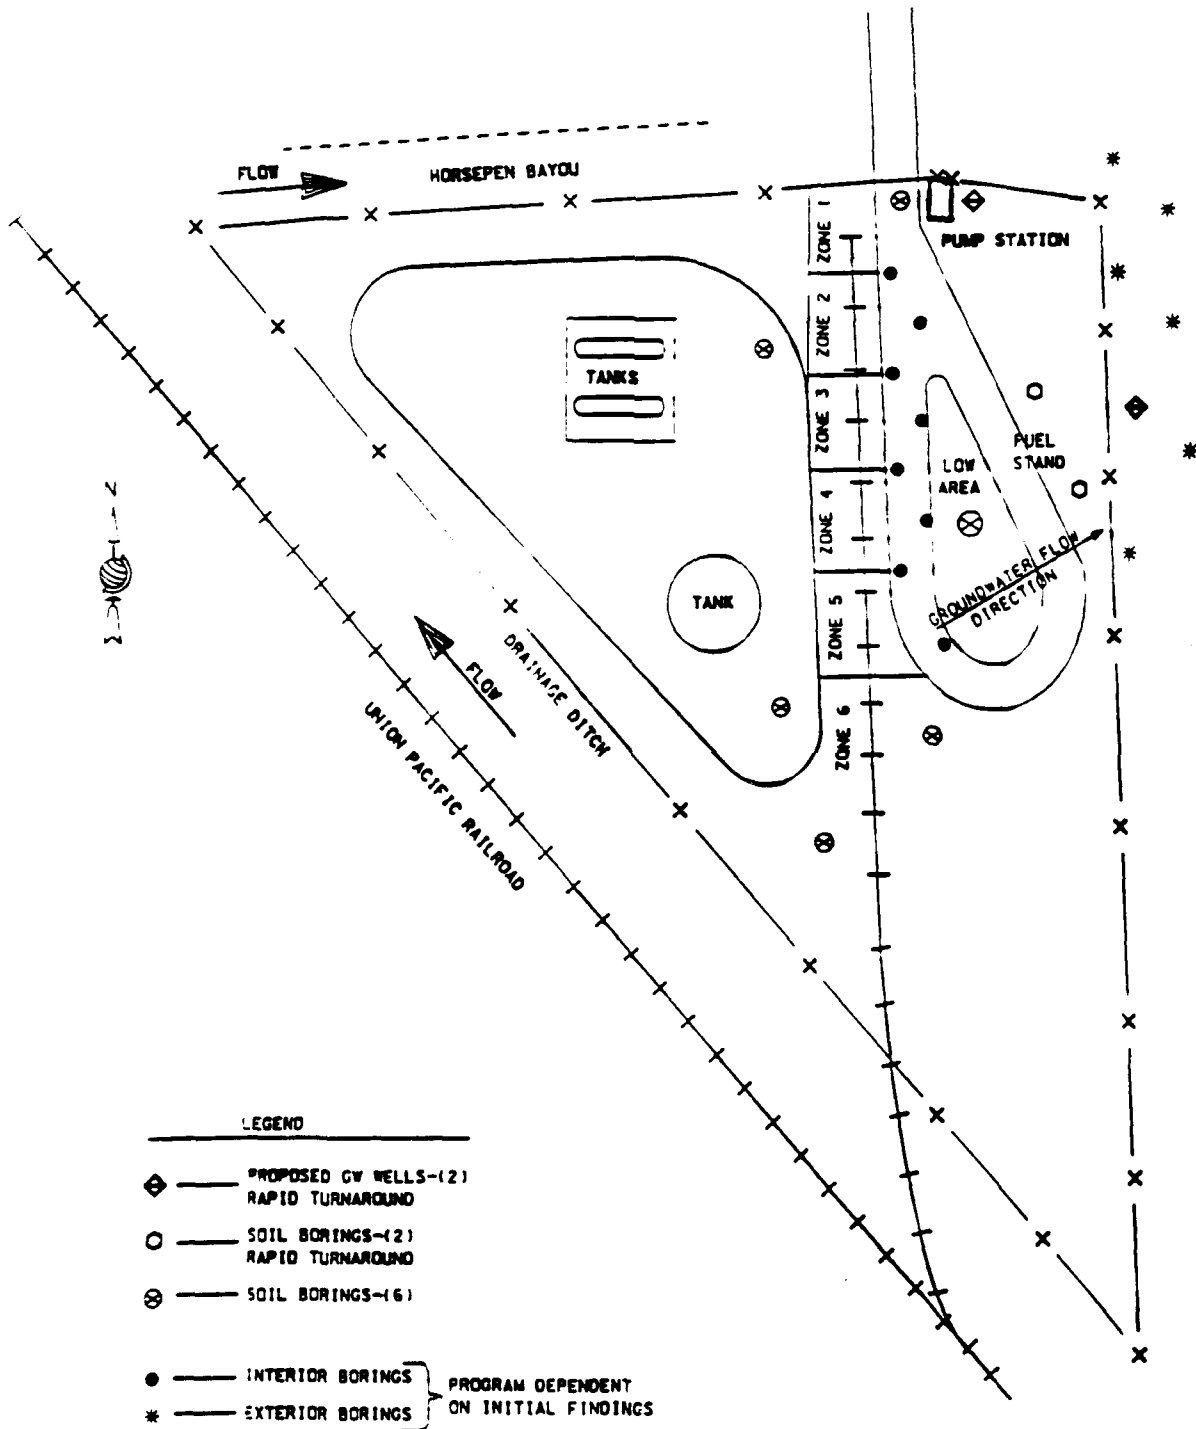 FLOW
HORSEPEN BAYOU
PUMP STATION
ZONE 1
ZONE 2
ZONE 3
ZONE 4
ZONE 5
ZONE 6
TANKS
FUEL
STAND
LOW
AREA
GROUNDWATER FLOW
DIRECTION
TANK
N
DRAINAGE DITCH
FLOW
UNION PACIFIC RAILROAD
LEGEND
PROPOSED GW WELLS-(2)
RAPID TURNAROUND
SOIL BORINGS-(2)
RAPID TURNAROUND
SOIL BORINGS-(6)
INTERIOR BORINGS
EXTERIOR BORINGS
PROGRAM DEPENDENT
ON INITIAL FINDINGS